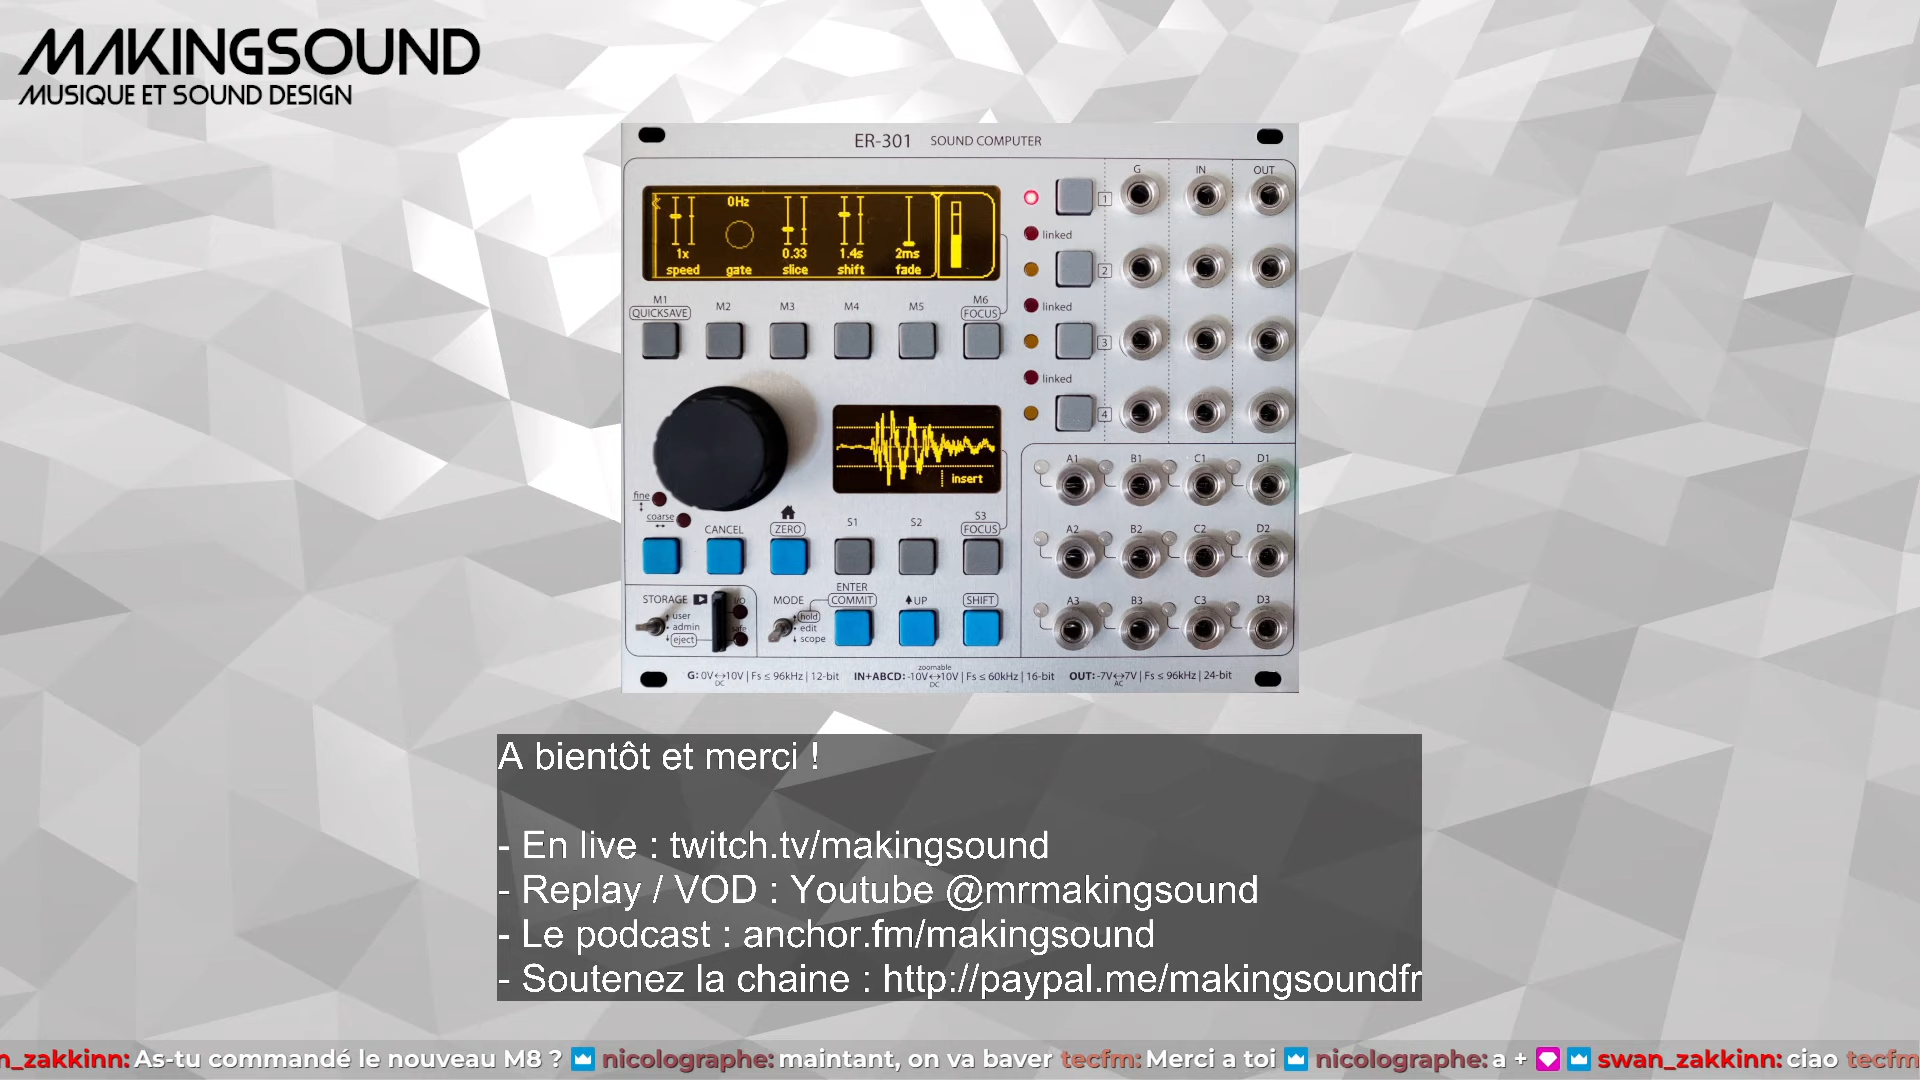 MAKINGSOUND
MUSIQUE ET SOUND DESIGN
ER-301 SOUND COMPUTER
G IN OUT
0Hz
1x 0.33 1.4s 2ms
speed gate slice shift fade
1
linked
2
linked
3
linked
4
M1 M2 M3 M4 M5 M6
QUICKSAVE FOCUS
insert
A1 B1 C1 D1
fine
coarse
CANCEL ZERO S1 S2 S3
FOCUS
A2 B2 C2 D2
STORAGE
user
admin
eject
I/O
safe
MODE
hold
edit
scope
ENTER
COMMIT
UP
SHIFT
A3 B3 C3 D3
zoomable
G: 0V↔10V | Fs ≤ 96kHz | 12-bit IN+ABCD: -10V↔10V | Fs ≤ 60kHz | 16-bit OUT: -7V↔7V | Fs ≤ 96kHz | 24-bit
DC DC AC
A bientôt et merci !
- En live : twitch.tv/makingsound
- Replay / VOD : Youtube @mrmakingsound
- Le podcast : anchor.fm/makingsound
- Soutenez la chaine : http://paypal.me/makingsoundfr
n_zakkinn: As-tu commandé le nouveau M8 ? nicolographe: maintant, on va baver tecfm: Merci a toi nicolographe: a + swan_zakkinn: ciao tecfm